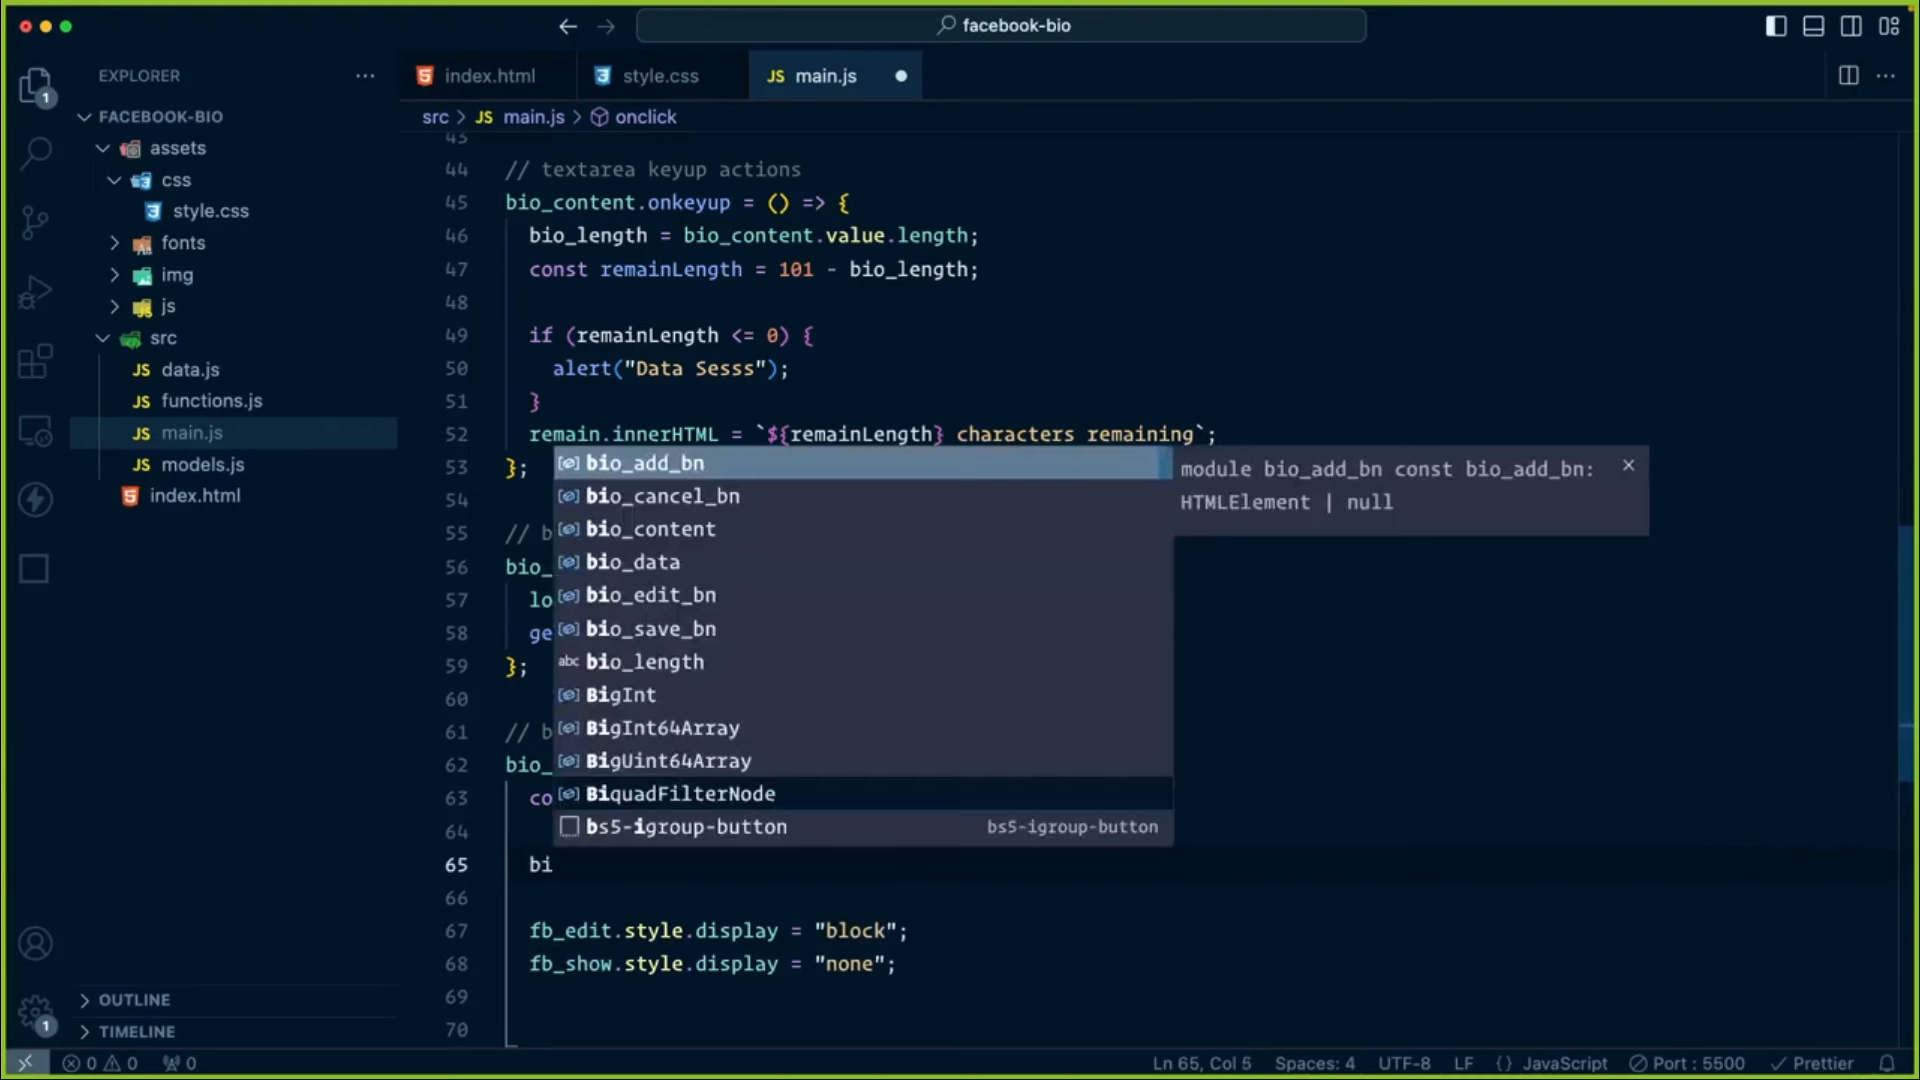 facebook-bio
EXPLORER
index.html
style.css
JS main.js
1
FACEBOOK-BIO
src
JS main.js
onclick
assets
css
style.css
fonts
img
js
src
JS data.js
JS functions.js
JS main.js
JS models.js
index.html
43
44 // textarea keyup actions
45 bio_content.onkeyup = () => {
46 bio_length = bio_content.value.length;
47 const remainLength = 101 - bio_length;
48
49 if (remainLength <= 0) {
50 alert("Data Sesss");
51 }
52 remain.innerHTML = `${remainLength} characters remaining`;
53 };
54
55 // b
56 bio_
57 lo
58 ge
59 };
60
61 // b
62 bio_
63 co
64
65 bi
66
67 fb_edit.style.display = "block";
68 fb_show.style.display = "none";
69
70
bio_add_bn
bio_cancel_bn
bio_content
bio_data
bio_edit_bn
bio_save_bn
abc bio_length
BigInt
BigInt64Array
BigUint64Array
BiquadFilterNode
bs5-igroup-button bs5-igroup-button
module bio_add_bn const bio_add_bn:
HTMLElement | null
OUTLINE
1
TIMELINE
0 0 0
Ln 65, Col 5 Spaces: 4 UTF-8 LF {} JavaScript Port : 5500 Prettier